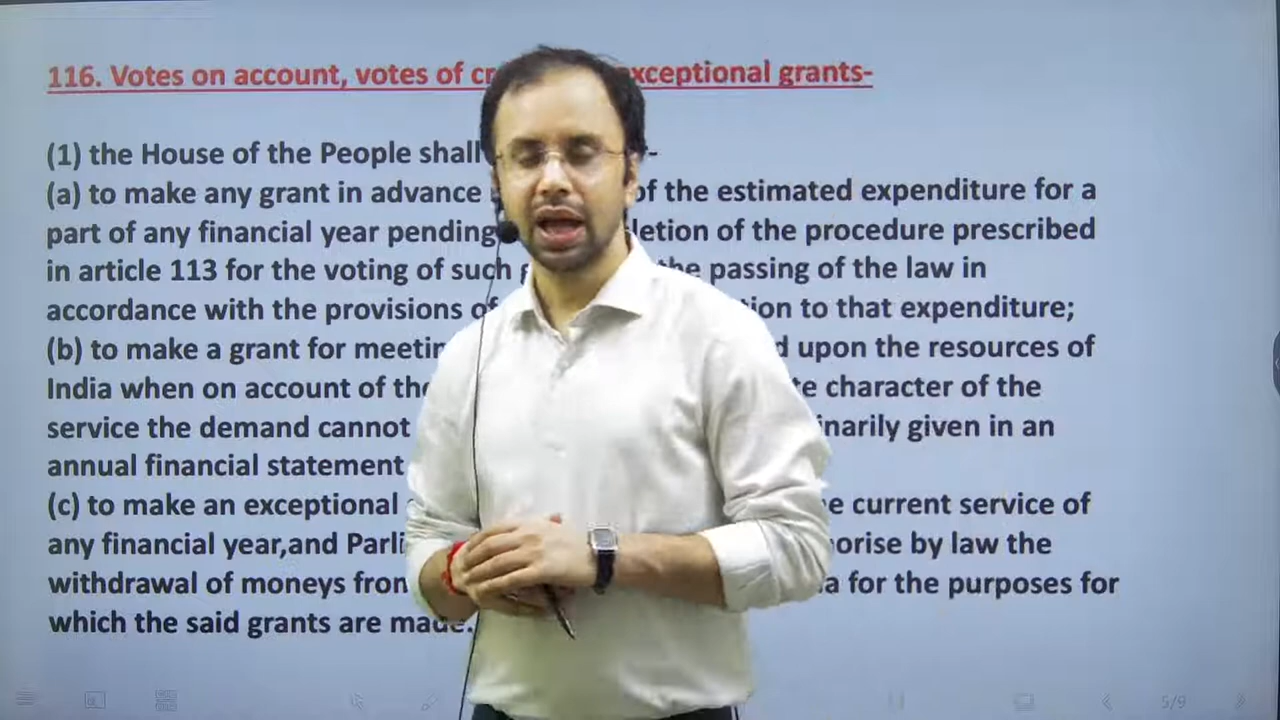 116. Votes on account, votes of cr exceptional grants-
(1) the House of the People shall -
(a) to make any grant in advance of the estimated expenditure for a
part of any financial year pending letion of the procedure prescribed
in article 113 for the voting of such the passing of the law in
accordance with the provisions of ion to that expenditure;
(b) to make a grant for meetin d upon the resources of
India when on account of the te character of the
service the demand cannot inarily given in an
annual financial statement
(c) to make an exceptional e current service of
any financial year,and Parli orise by law the
withdrawal of moneys from a for the purposes for
which the said grants are made.
5/9